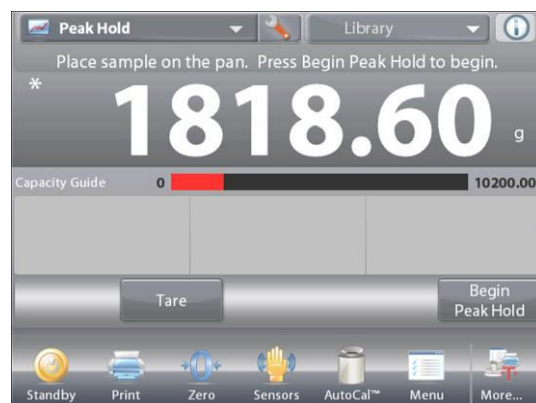 Peak Hold
Library
Place sample on the pan. Press Begin Peak Hold to begin.
* 1818.60 g
Capacity Guide 0 10200.00
Tare
Begin
Peak Hold
Standby Print Zero Sensors AutoCal™ Menu More...